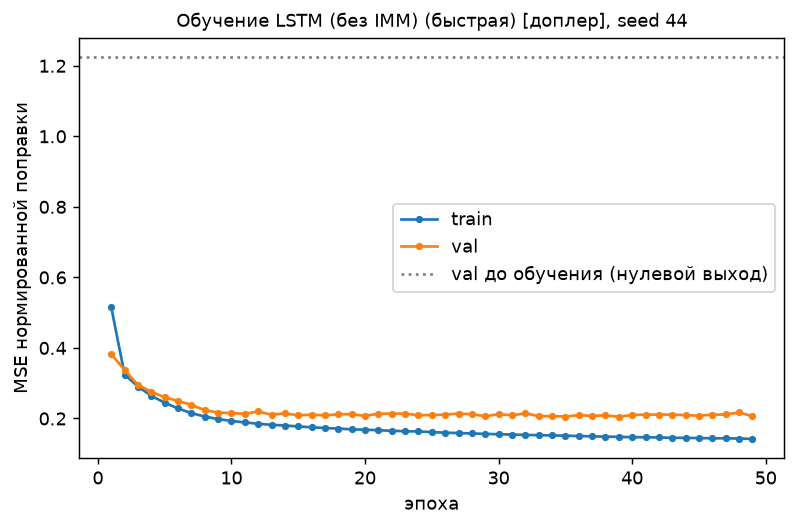 Обучение LSTM (без IMM) (быстрая) [доплер], seed 44
MSE нормированной поправки
1.2
1.0
0.8
0.6
0.4
0.2
train
val
val до обучения (нулевой выход)
0 10 20 30 40 50
эпоха